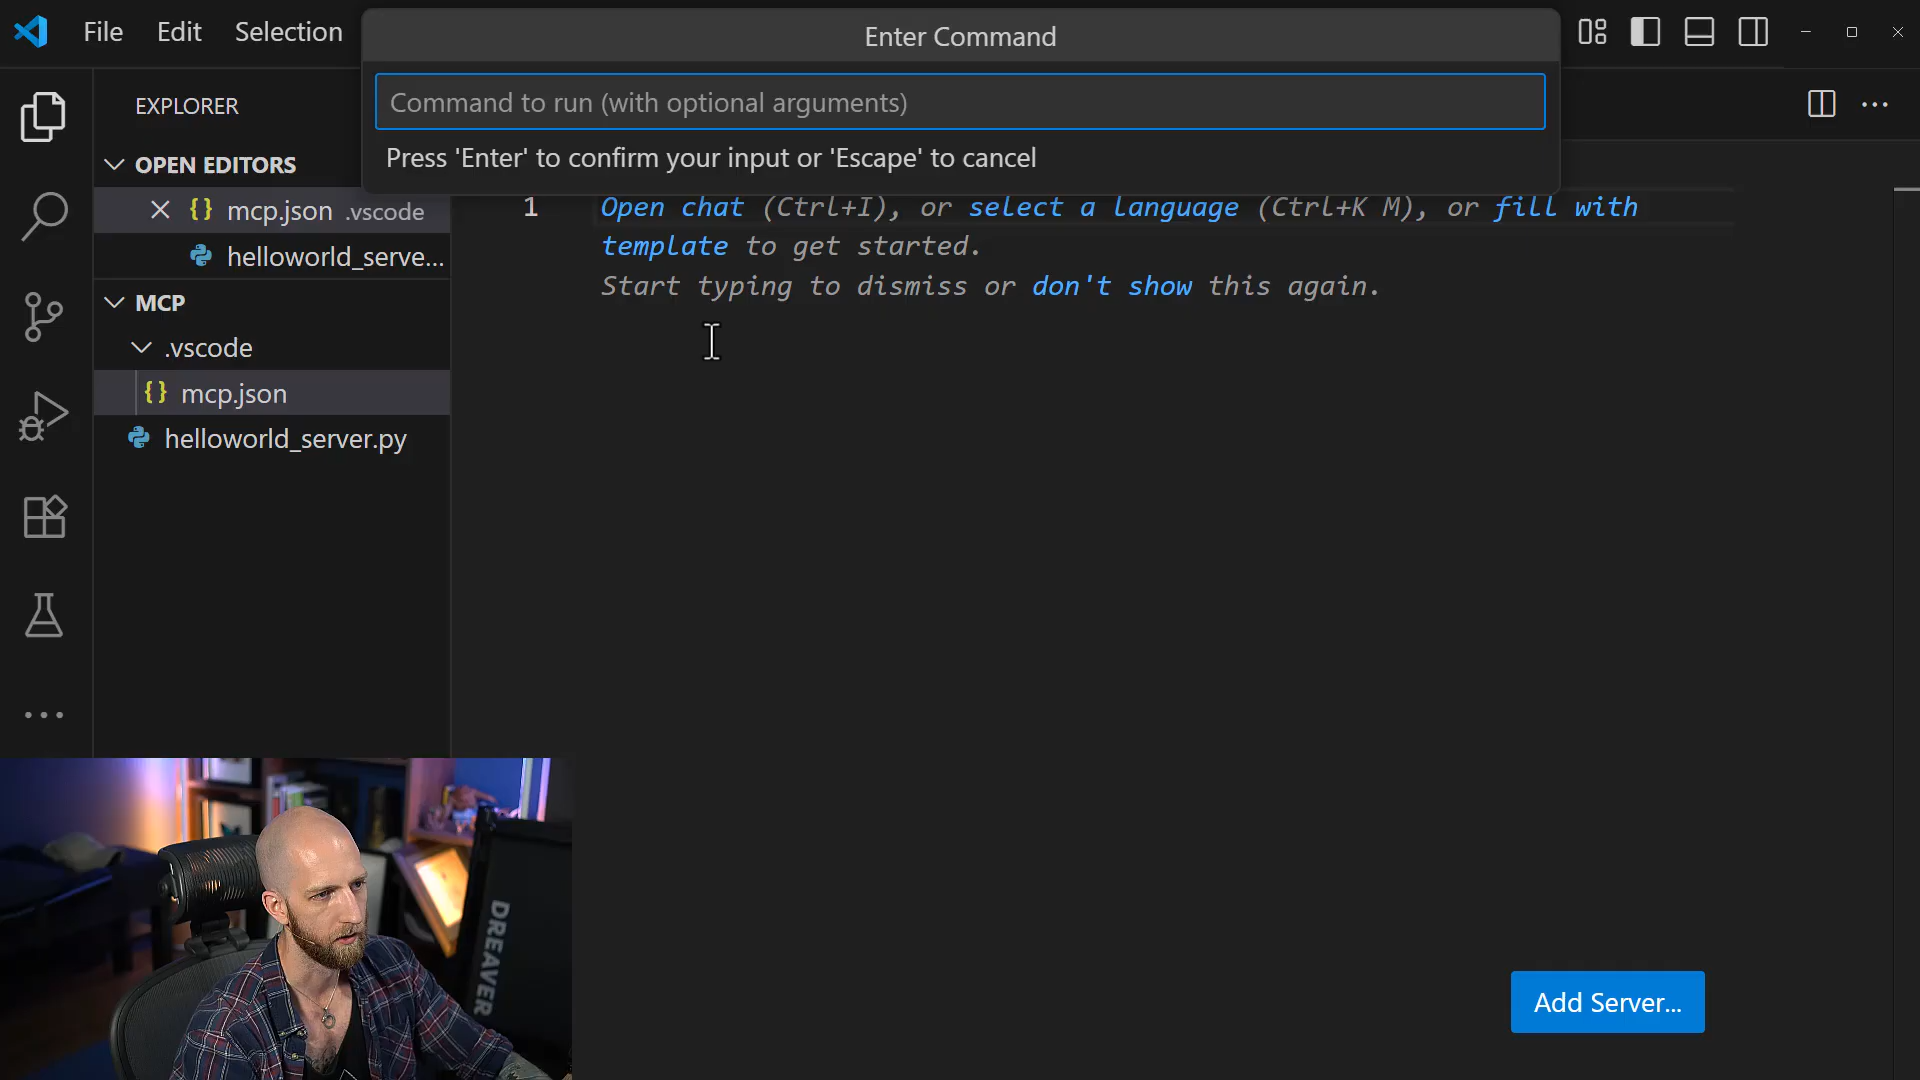 File Edit Selection
Enter Command
Command to run (with optional arguments)
Press 'Enter' to confirm your input or 'Escape' to cancel
EXPLORER
OPEN EDITORS
mcp.json .vscode
helloworld_serve...
MCP
.vscode
mcp.json
helloworld_server.py
1
Open chat (Ctrl+I), or select a language (Ctrl+K M), or fill with
template to get started.
Start typing to dismiss or don't show this again.
DREAVER
Add Server...